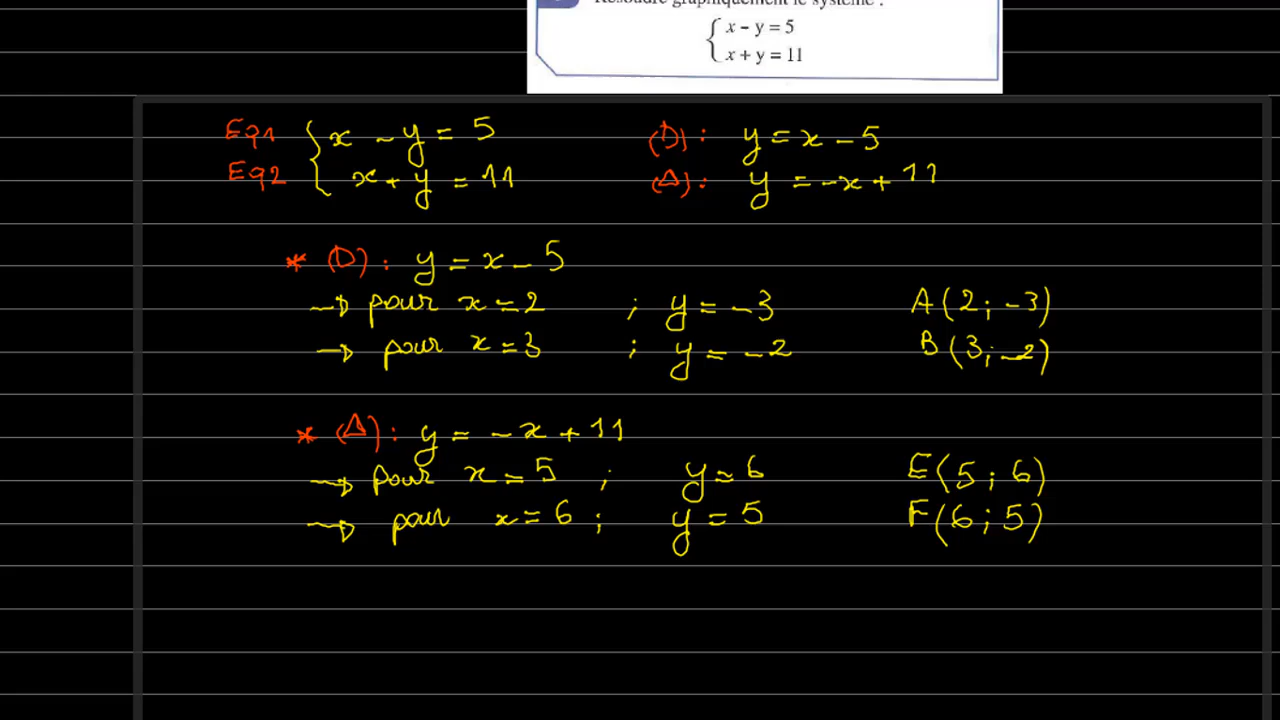 Résoudre graphiquement le système :
{ x – y = 5
x + y = 11
Eq1 { x – y = 5 (D): y = x – 5
Eq2 x + y = 11 (Δ): y = –x + 11
* (D): y = x – 5
→ pour x = 2 ; y = –3 A(2; –3)
→ pour x = 3 ; y = –2 B(3; –2)
* (Δ): y = –x + 11
→ pour x = 5 ; y = 6 E(5; 6)
→ pour x = 6 ; y = 5 F(6; 5)